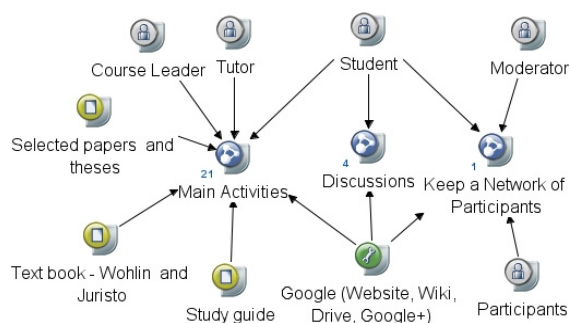 Course Leader
Tutor
Student
Moderator
Selected papers and
theses
21
Main Activities
4
Discussions
1
Keep a Network of
Participants
Text book - Wohlin and
Juristo
Study guide
Google (Website, Wiki,
Drive, Google+)
Participants